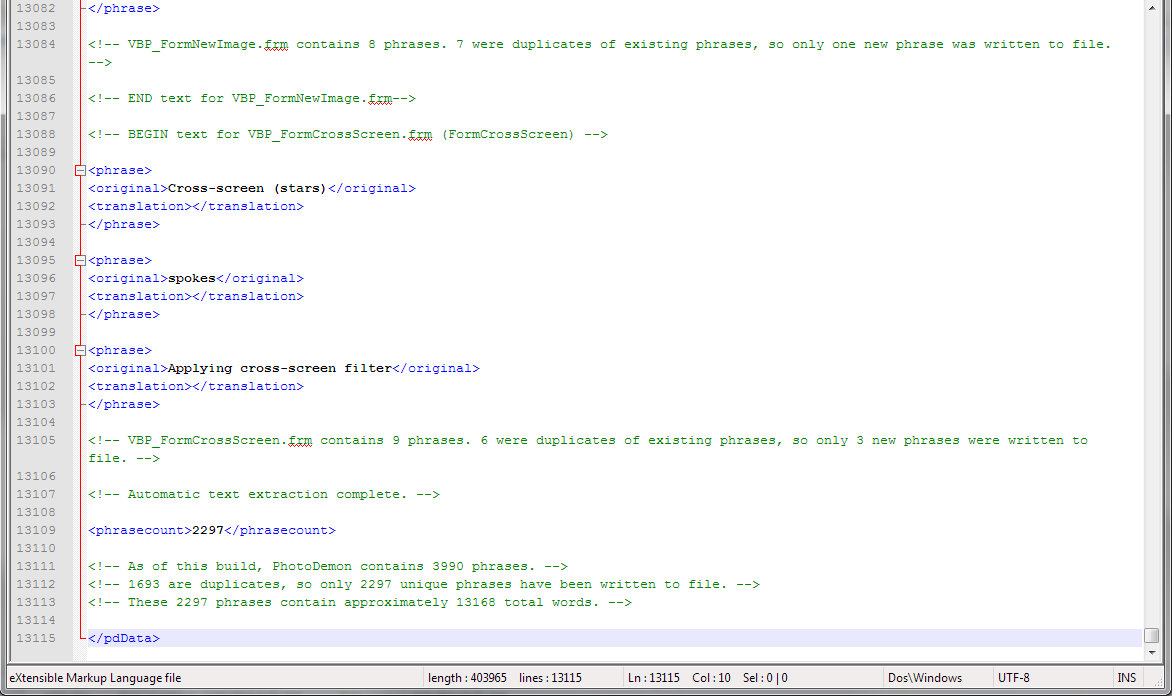 13082 </phrase>
13083
13084 <!-- VBP_FormNewImage.frm contains 8 phrases. 7 were duplicates of existing phrases, so only one new phrase was written to file.
-->
13085
13086 <!-- END text for VBP_FormNewImage.frm-->
13087
13088 <!-- BEGIN text for VBP_FormCrossScreen.frm (FormCrossScreen) -->
13089
13090 <phrase>
13091 <original>Cross-screen (stars)</original>
13092 <translation></translation>
13093 </phrase>
13094
13095 <phrase>
13096 <original>spokes</original>
13097 <translation></translation>
13098 </phrase>
13099
13100 <phrase>
13101 <original>Applying cross-screen filter</original>
13102 <translation></translation>
13103 </phrase>
13104
13105 <!-- VBP_FormCrossScreen.frm contains 9 phrases. 6 were duplicates of existing phrases, so only 3 new phrases were written to
file. -->
13106
13107 <!-- Automatic text extraction complete. -->
13108
13109 <phrasecount>2297</phrasecount>
13110
13111 <!-- As of this build, PhotoDemon contains 3990 phrases. -->
13112 <!-- 1693 are duplicates, so only 2297 unique phrases have been written to file. -->
13113 <!-- These 2297 phrases contain approximately 13168 total words. -->
13114
13115 </pdData>
eXtensible Markup Language file length : 403965 lines : 13115 Ln : 13115 Col : 10 Sel : 0 | 0 Dos\Windows UTF-8 INS